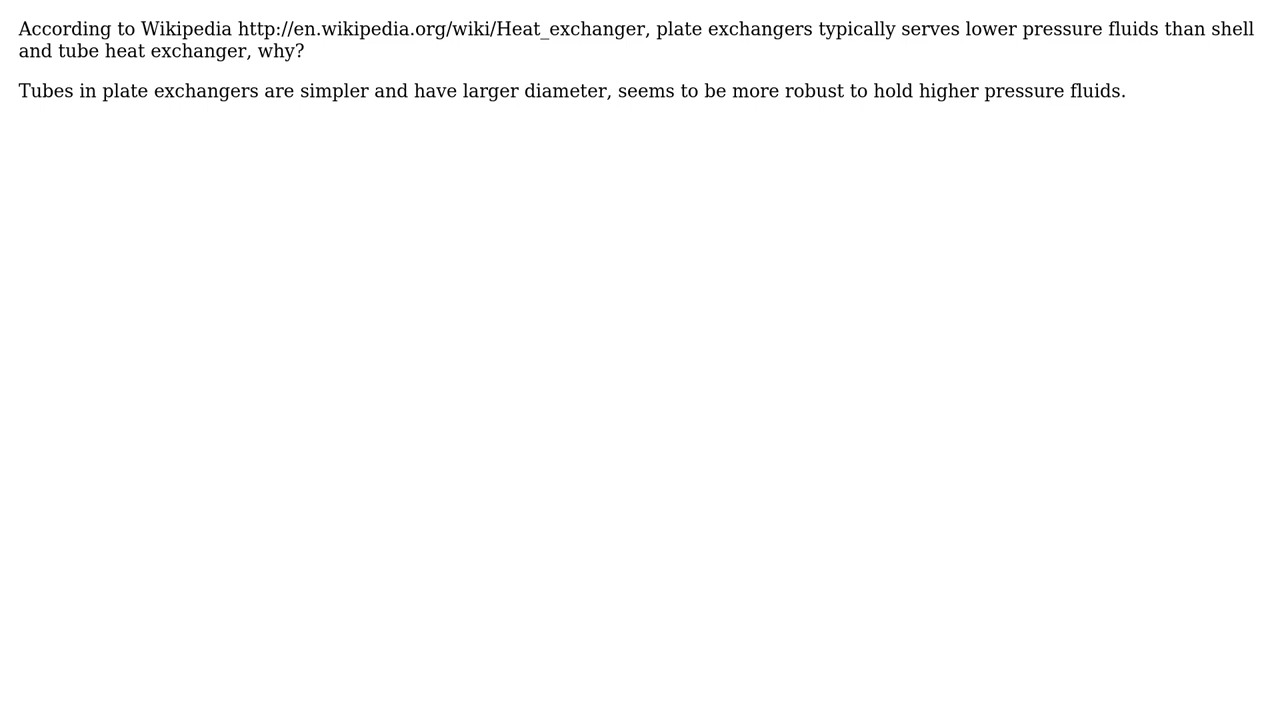 According to Wikipedia http://en.wikipedia.org/wiki/Heat_exchanger, plate exchangers typically serves lower pressure fluids than shell
and tube heat exchanger, why?
Tubes in plate exchangers are simpler and have larger diameter, seems to be more robust to hold higher pressure fluids.